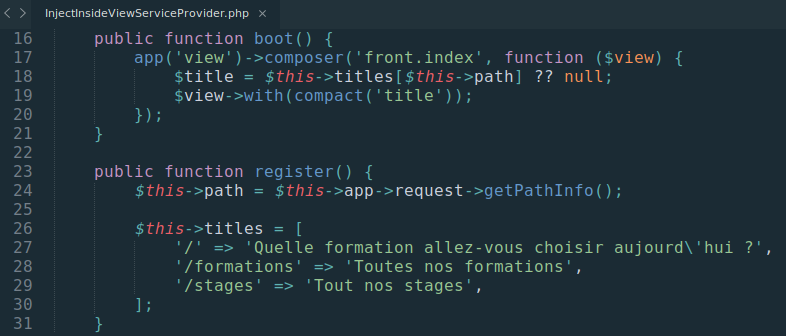 < > InjectInsideViewServiceProvider.php ×
16 public function boot() {
17 app('view')->composer('front.index', function ($view) {
18 $title = $this->titles[$this->path] ?? null;
19 $view->with(compact('title'));
20 });
21 }
22
23 public function register() {
24 $this->path = $this->app->request->getPathInfo();
25
26 $this->titles = [
27 '/' => 'Quelle formation allez-vous choisir aujourd\'hui ?',
28 '/formations' => 'Toutes nos formations',
29 '/stages' => 'Tout nos stages',
30 ];
31 }